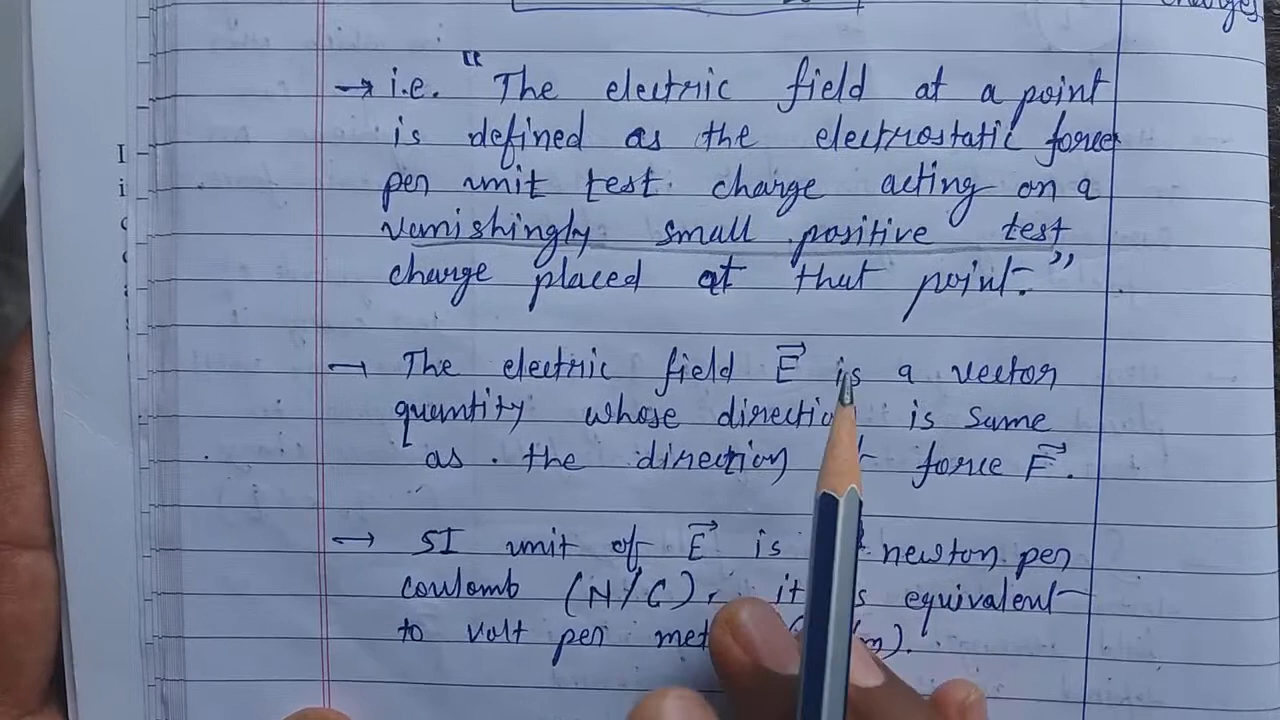 charges
→ i.e. "The electric field at a point
is defined as the electrostatic force
per unit test charge acting on a
vanishingly small positive test
charge placed at that point."
→ The electric field E⃗ is a vector
quantity whose direction is same
as the direction force F⃗.
→ SI unit of E⃗ is newton per
coulomb (N/C), it is equivalent
to volt per